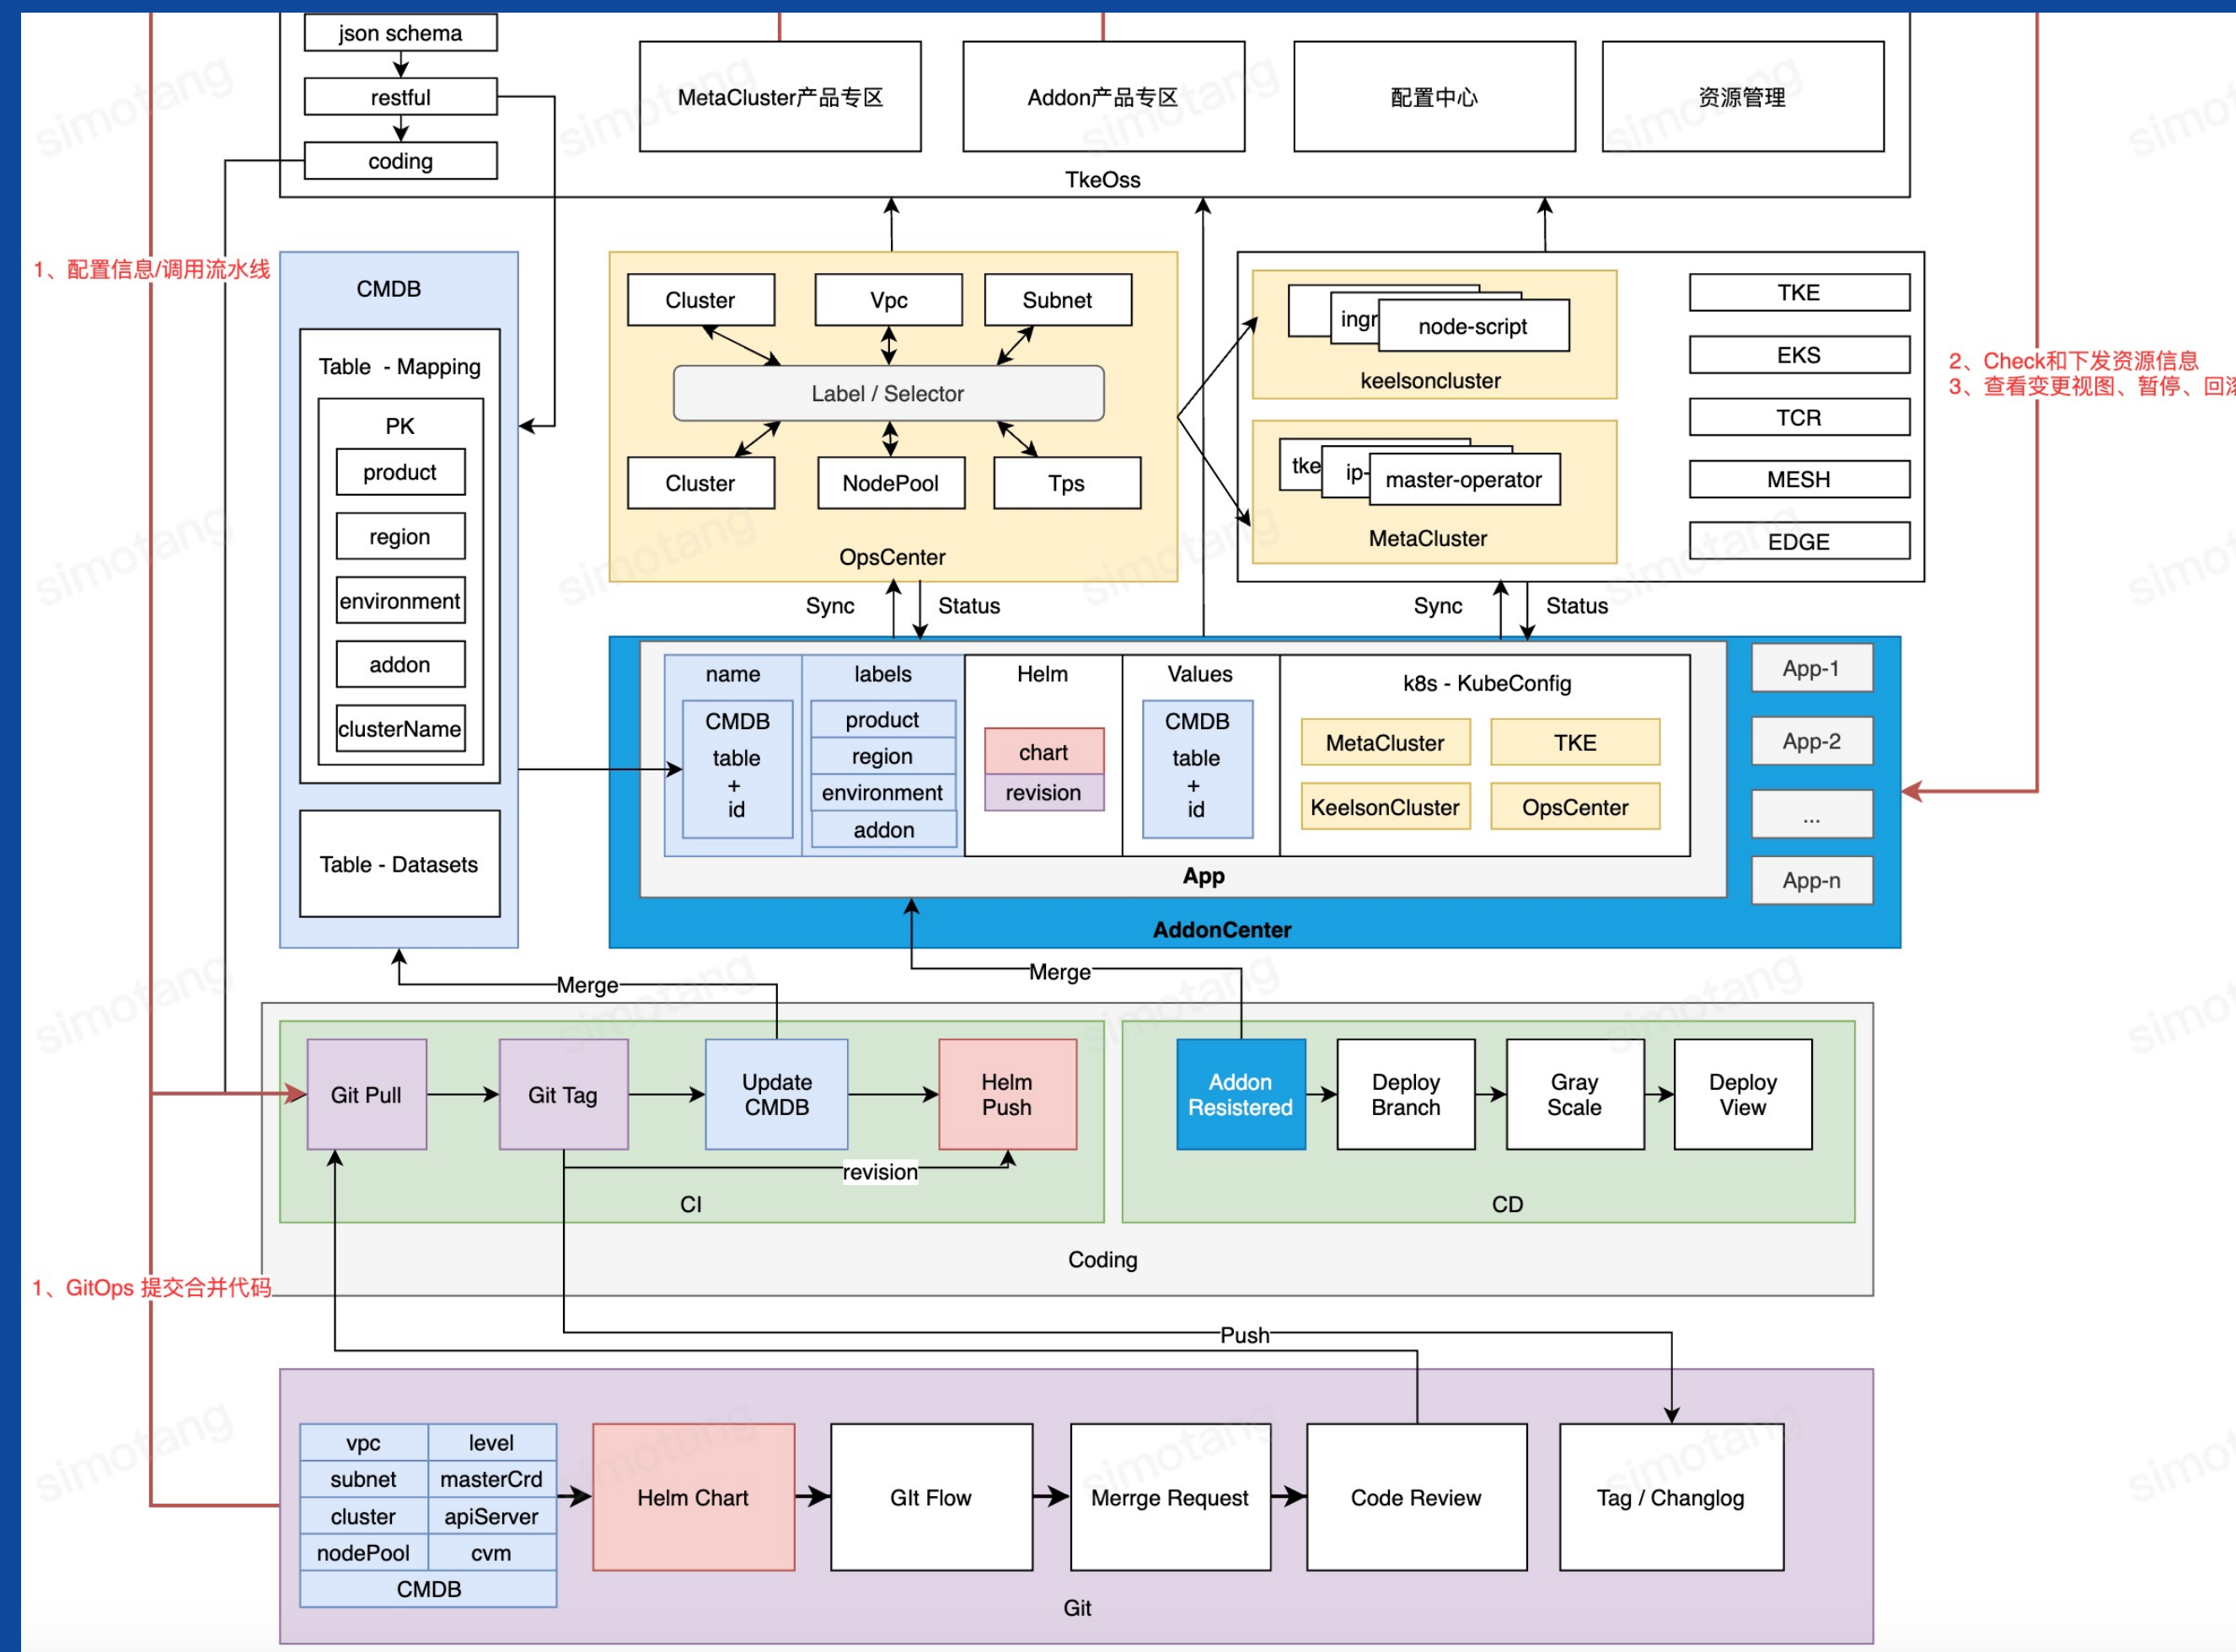 json schema
restful
coding
MetaCluster产品专区
Addon产品专区
配置中心
资源管理
TkeOss
1、配置信息/调用流水线
CMDB
Table - Mapping
PK
product
region
environment
addon
clusterName
Table - Datasets
Cluster
Vpc
Subnet
Label / Selector
Cluster
NodePool
Tps
OpsCenter
ingr
node-script
keelsoncluster
tke
ip-
master-operator
MetaCluster
TKE
EKS
TCR
MESH
EDGE
2、Check和下发资源信息
3、查看变更视图、暂停、回滚
Sync
Status
Sync
Status
name
CMDB
table
+
id
labels
product
region
environment
addon
Helm
chart
revision
Values
CMDB
table
+
id
k8s - KubeConfig
MetaCluster
TKE
KeelsonCluster
OpsCenter
App
App-1
App-2
...
App-n
AddonCenter
Merge
Merge
Git Pull
Git Tag
Update
CMDB
Helm
Push
revision
CI
Addon
Resistered
Deploy
Branch
Gray
Scale
Deploy
View
CD
Coding
1、GitOps 提交合并代码
Push
vpc
level
subnet
masterCrd
cluster
apiServer
nodePool
cvm
CMDB
Helm Chart
GIt Flow
Merrge Request
Code Review
Tag / Changlog
Git
simotang